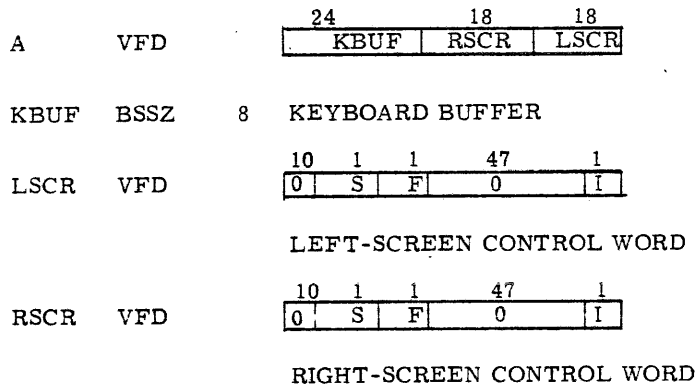 24 18 18
A VFD KBUF RSCR LSCR
KBUF BSSZ 8 KEYBOARD BUFFER
10 1 1 47 1
LSCR VFD 0 S F 0 I
LEFT-SCREEN CONTROL WORD
10 1 1 47 1
RSCR VFD 0 S F 0 I
RIGHT-SCREEN CONTROL WORD